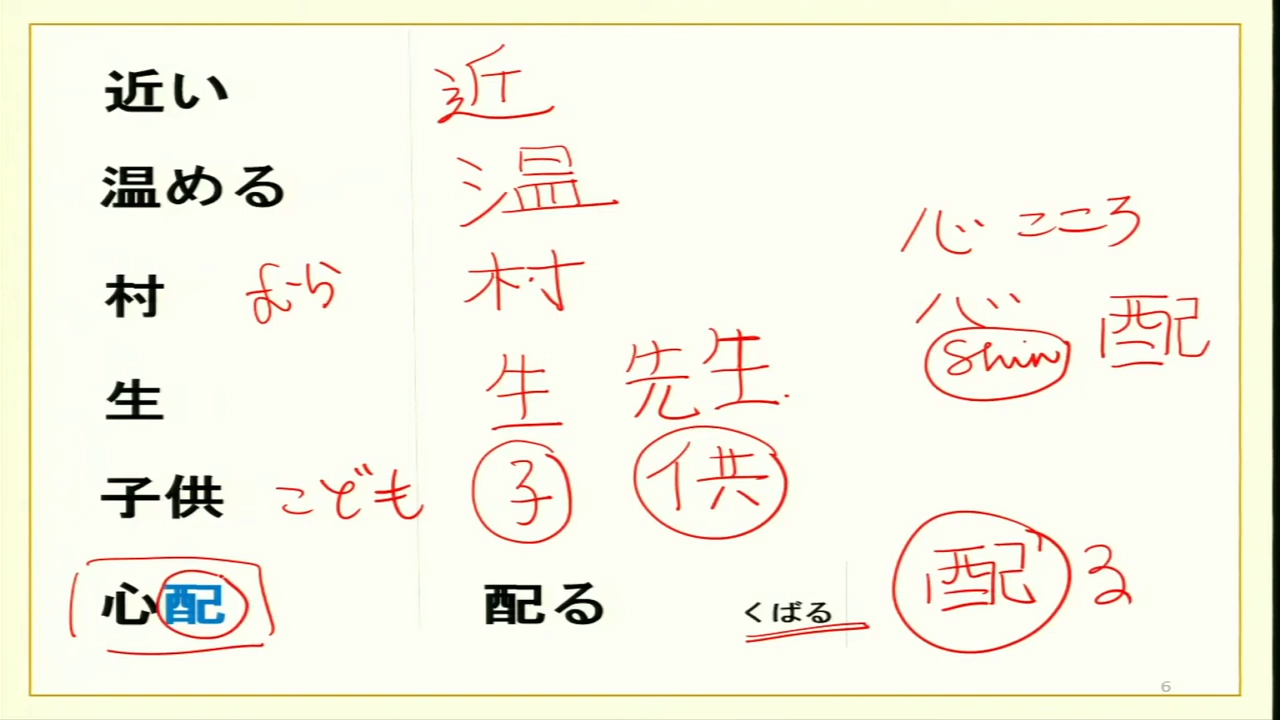 近い 近
温める 温 心 こころ
村 むら 村 心 配
shin
生 生 先生.
子供 こども 子 供
心配 配る くばる 配る
6